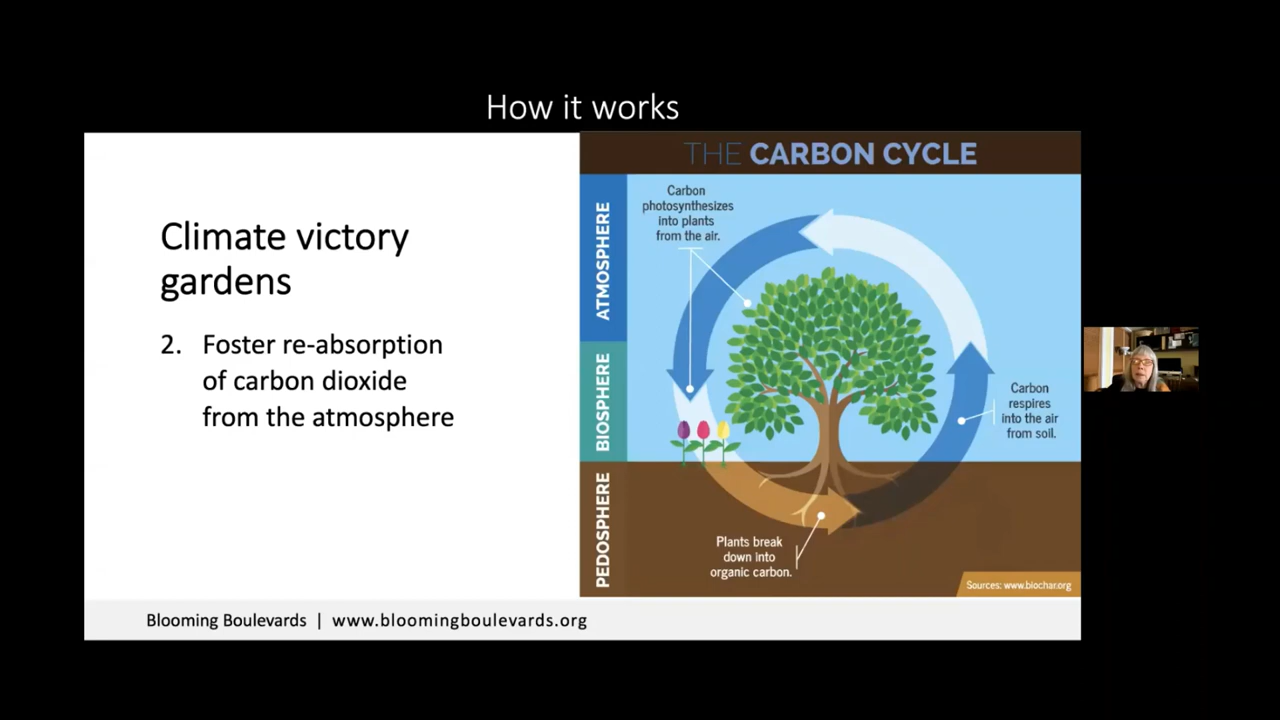 How it works
Climate victory
gardens
2. Foster re-absorption
of carbon dioxide
from the atmosphere
THE CARBON CYCLE
ATMOSPHERE
BIOSPHERE
PEDOSPHERE
Carbon
photosynthesizes
into plants
from the air.
Carbon
respires
into the air
from soil.
Plants break
down into
organic carbon.
Sources: www.biochar.org
Blooming Boulevards | www.bloomingboulevards.org